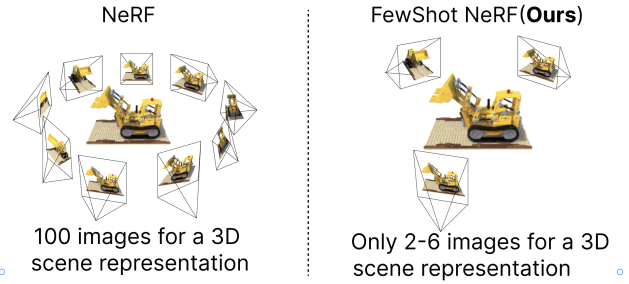 NeRF
100 images for a 3D
scene representation
FewShot NeRF(Ours)
Only 2-6 images for a 3D
scene representation